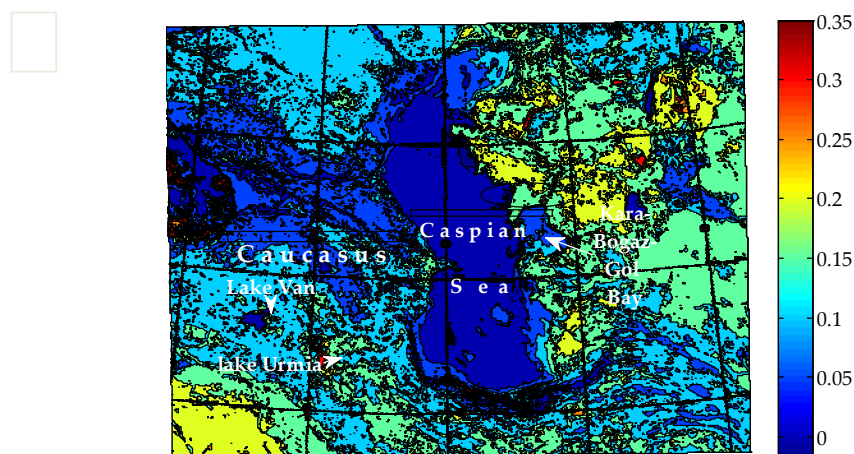 0.35
0.3
0.25
0.2
0.15
0.1
0.05
0
Caspian
Sea
Caucasus
Kara-
Bogaz-
Gol
Bay
Lake Van
lake Urmia